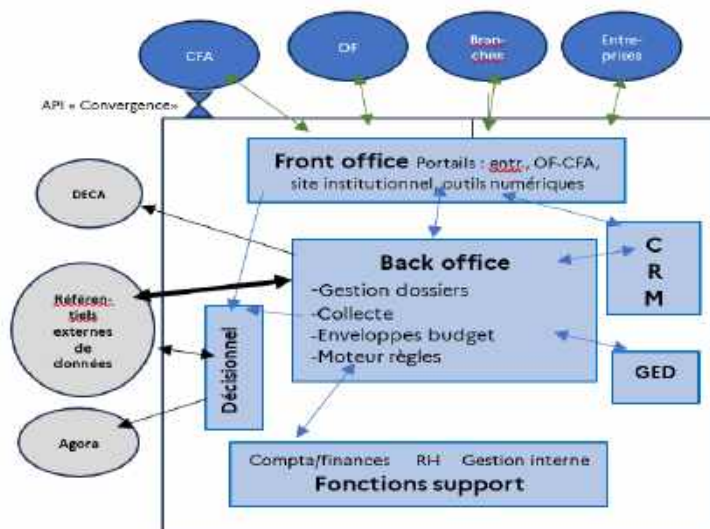 CFA
OF
Bran-
ches
Entre-
prises
API « Convergence»
Front office Portails : entr., OF-CFA,
site institutionnel, outils numériques
DECA
C
R
M
Back office
-Gestion dossiers
-Collecte
-Enveloppes budget
-Moteur règles
Référen-
tiels
externes
de
données
Décisionnel
GED
Agora
Compta/finances RH Gestion interne
Fonctions support